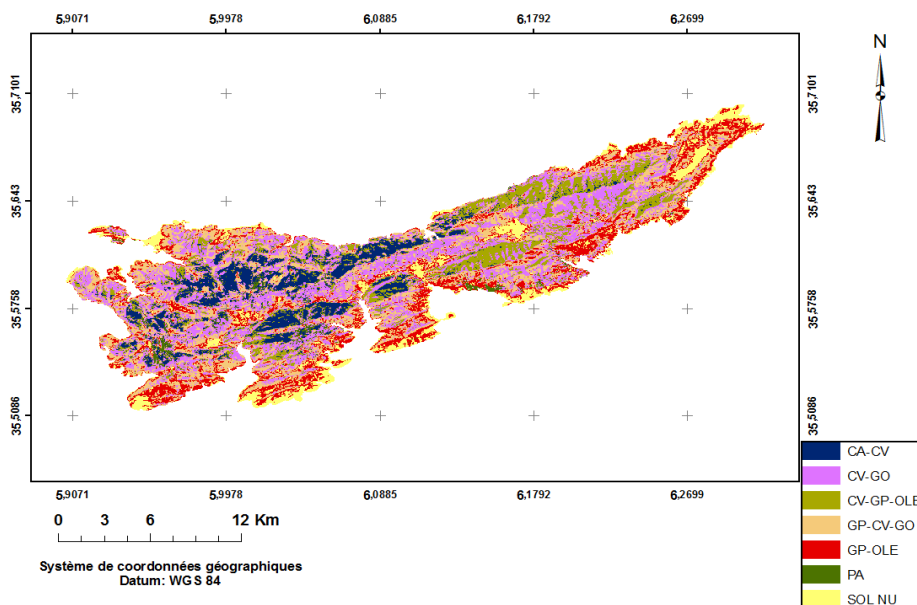 5,9071 5,9978 6,0885 6,1792 6,2699
N
35,7101 35,7101
35,643 35,643
35,5758 35,5758
35,5086 35,5086
5,9071 5,9978 6,0885 6,1792 6,2699
0 3 6 12 Km
Système de coordonnées géographiques
Datum: WGS 84
CA-CV
CV-GO
CV-GP-OLE
GP-CV-GO
GP-OLE
PA
SOL NU